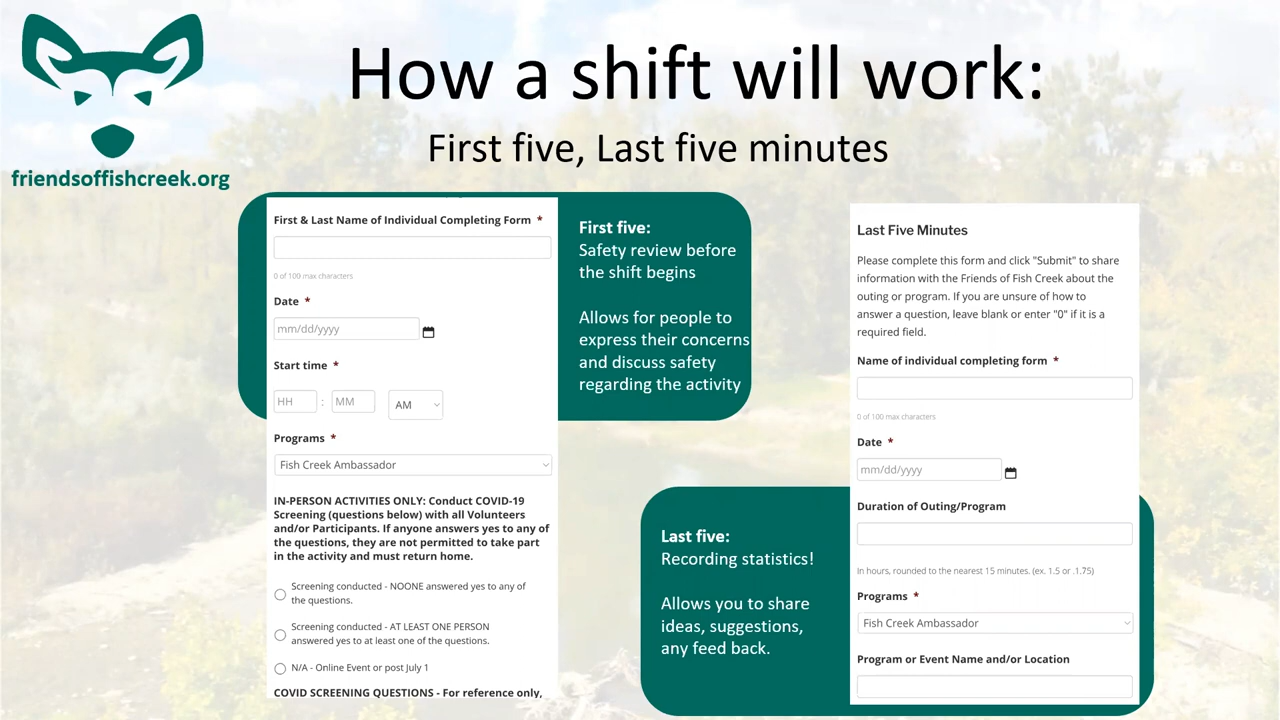 How a shift will work:
First five, Last five minutes
friendsoffishcreek.org
First & Last Name of Individual Completing Form *
0 of 100 max characters
Date *
mm/dd/yyyy
Start time *
HH : MM AM
Programs *
Fish Creek Ambassador
IN-PERSON ACTIVITIES ONLY: Conduct COVID-19
Screening (questions below) with all Volunteers
and/or Participants. If anyone answers yes to any of
the questions, they are not permitted to take part
in the activity and must return home.
Screening conducted - NOONE answered yes to any of
the questions.
Screening conducted - AT LEAST ONE PERSON
answered yes to at least one of the questions.
N/A - Online Event or post July 1
COVID SCREENING QUESTIONS - For reference only,
First five:
Safety review before
the shift begins
Allows for people to
express their concerns
and discuss safety
regarding the activity
Last five:
Recording statistics!
Allows you to share
ideas, suggestions,
any feed back.
Last Five Minutes
Please complete this form and click "Submit" to share
information with the Friends of Fish Creek about the
outing or program. If you are unsure of how to
answer a question, leave blank or enter "0" if it is a
required field.
Name of individual completing form *
0 of 100 max characters
Date *
mm/dd/yyyy
Duration of Outing/Program
In hours, rounded to the nearest 15 minutes. (ex. 1.5 or .1.75)
Programs *
Fish Creek Ambassador
Program or Event Name and/or Location